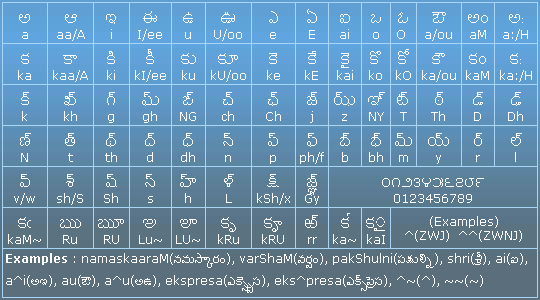 అ ఆ ఇ ఈ ఉ ఊ ఎ ఏ ఐ ఒ ఓ ఔ అం అః
a aa/A i I/ee u U/oo e E ai o O a/ou aM a:/H
క కా కి కీ కు కూ కె కే కై కొ కో కౌ కం కః
ka kaa/A ki kI/ee ku kU/oo ke kE kai ko kO ka/ou kaM ka:/H
క్ ఖ్ గ్ ఘ్ ఙ్ చ్ ఛ్ జ్ ఝ్ ఞ్ ట్ ఠ్ డ్ ఢ్
k kh g gh NG ch Ch j z NY T Th D Dh
ణ్ త్ థ్ ద్ ధ్ న్ ప్ ఫ్ బ్ భ్ మ్ య్ ర్ ల్
N t th d dh n p ph/f b bh m y r l
వ్ శ్ ష్ స్ హ్ ళ్ క్ష్ జ్ఞ్ ౦౧౨౩౪౫౬౭౮౯
v/w sh/S Sh s h L kSh/x Gy 0123456789
కఁ ఋ ౠ ఌ ౡ కృ కౄ ఱ్ (Examples)
kaM~ Ru RU Lu~ LU~ kRu kRU rr ka~ kaI ^(ZWJ) ^^(ZWNJ)
Examples : namaskaaraM(నమస్కారం), varShaM(వర్షం), pakShulni(పక్షుల్ని), shri(శ్రి), ai(ఐ),
a^i(అఇ), au(ఔ), a^u(అఉ), ekspresa(ఎక్స్ప్రెస), eks^presa(ఎక్స్‌ప్రెస), ^~(^), ~~(~)